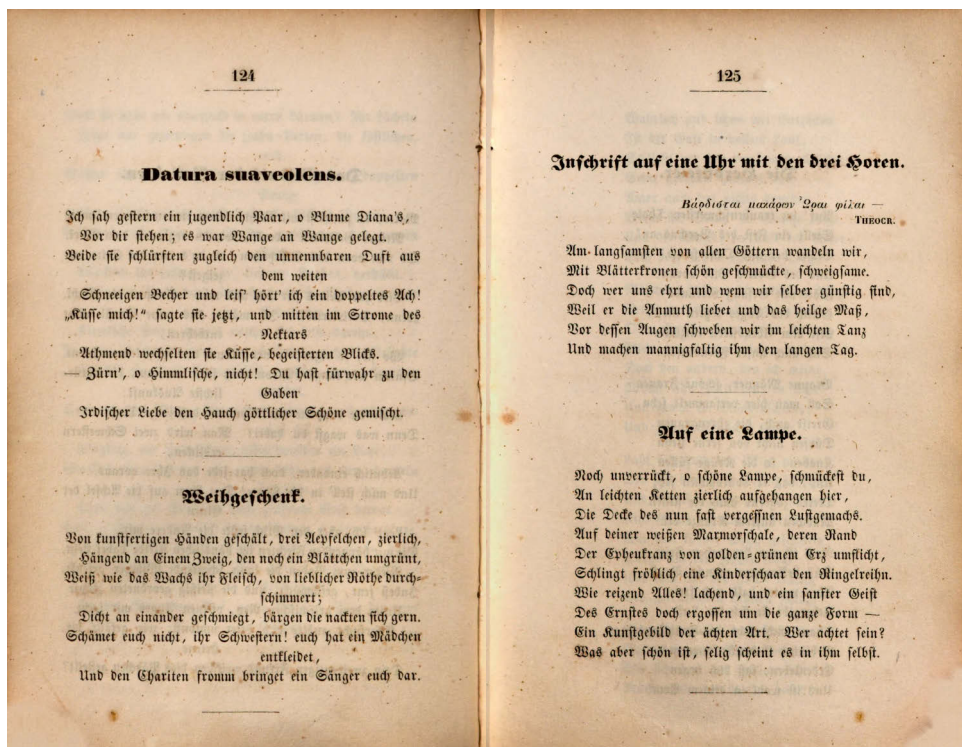 124
Datura suaveolens.
Ich sah gestern ein jugendlich Paar, o Blume Diana's,
Vor dir stehen; es war Wange an Wange gelegt.
Beide sie schlürften zugleich den unnennbaren Duft aus
dem weiten
Schneeigen Becher und leis' hört' ich ein doppeltes Ach!
„Küsse mich!“ sagte sie jetzt, und mitten im Strome des
Nektars
Athmend wechselten sie Küsse, begeisterten Blicks.
— Zürn', o Himmlische, nicht! Du hast fürwahr zu den
Gaben
Irdischer Liebe den Hauch göttlicher Schöne gemischt.
Weihgeschenk.
Von kunstfertigen Händen geschält, drei Aepfelchen, zierlich,
Hängend an Einem Zweig, den noch ein Blättchen umgrünt,
Weiß wie das Wachs ihr Fleisch, von lieblicher Röthe durch-
schimmert;
Dicht an einänder geschmiegt, bärgen die nackten sich gern.
Schämet euch nicht, ihr Schwestern! euch hat ein Mädchen
entkleidet,
Und den Chariten fromm bringet ein Sänger euch dar.
125
Inschrift auf eine Uhr mit den drei Horen.
Βάρδισται μακάρων Ὧραι φίλαι —
THEOCR.
Am langsamsten von allen Göttern wandeln wir,
Mit Blätterkronen schön geschmückte, schweigsame.
Doch wer uns ehrt und wem wir selber günstig sind,
Weil er die Anmuth liebet und das heilge Maß,
Vor dessen Augen schweben wir im leichten Tanz
Und machen mannigfaltig ihm den langen Tag.
Auf eine Lampe.
Noch unverrückt, o schöne Lampe, schmückest du,
An leichten Ketten zierlich aufgehangen hier,
Die Decke des nun fast vergeßnen Lustgemachs.
Auf deiner weißen Marmorschale, deren Rand
Der Epheukranz von golden-grünem Erz umflicht,
Schlingt fröhlich eine Kinderschaar den Ringelreihn.
Wie reizend Alles! lachend, und ein sanfter Geist
Des Ernstes doch ergossen um die ganze Form —
Ein Kunstgebild der ächten Art. Wer achtet sein?
Was aber schön ist, selig scheint es in ihm selbst.